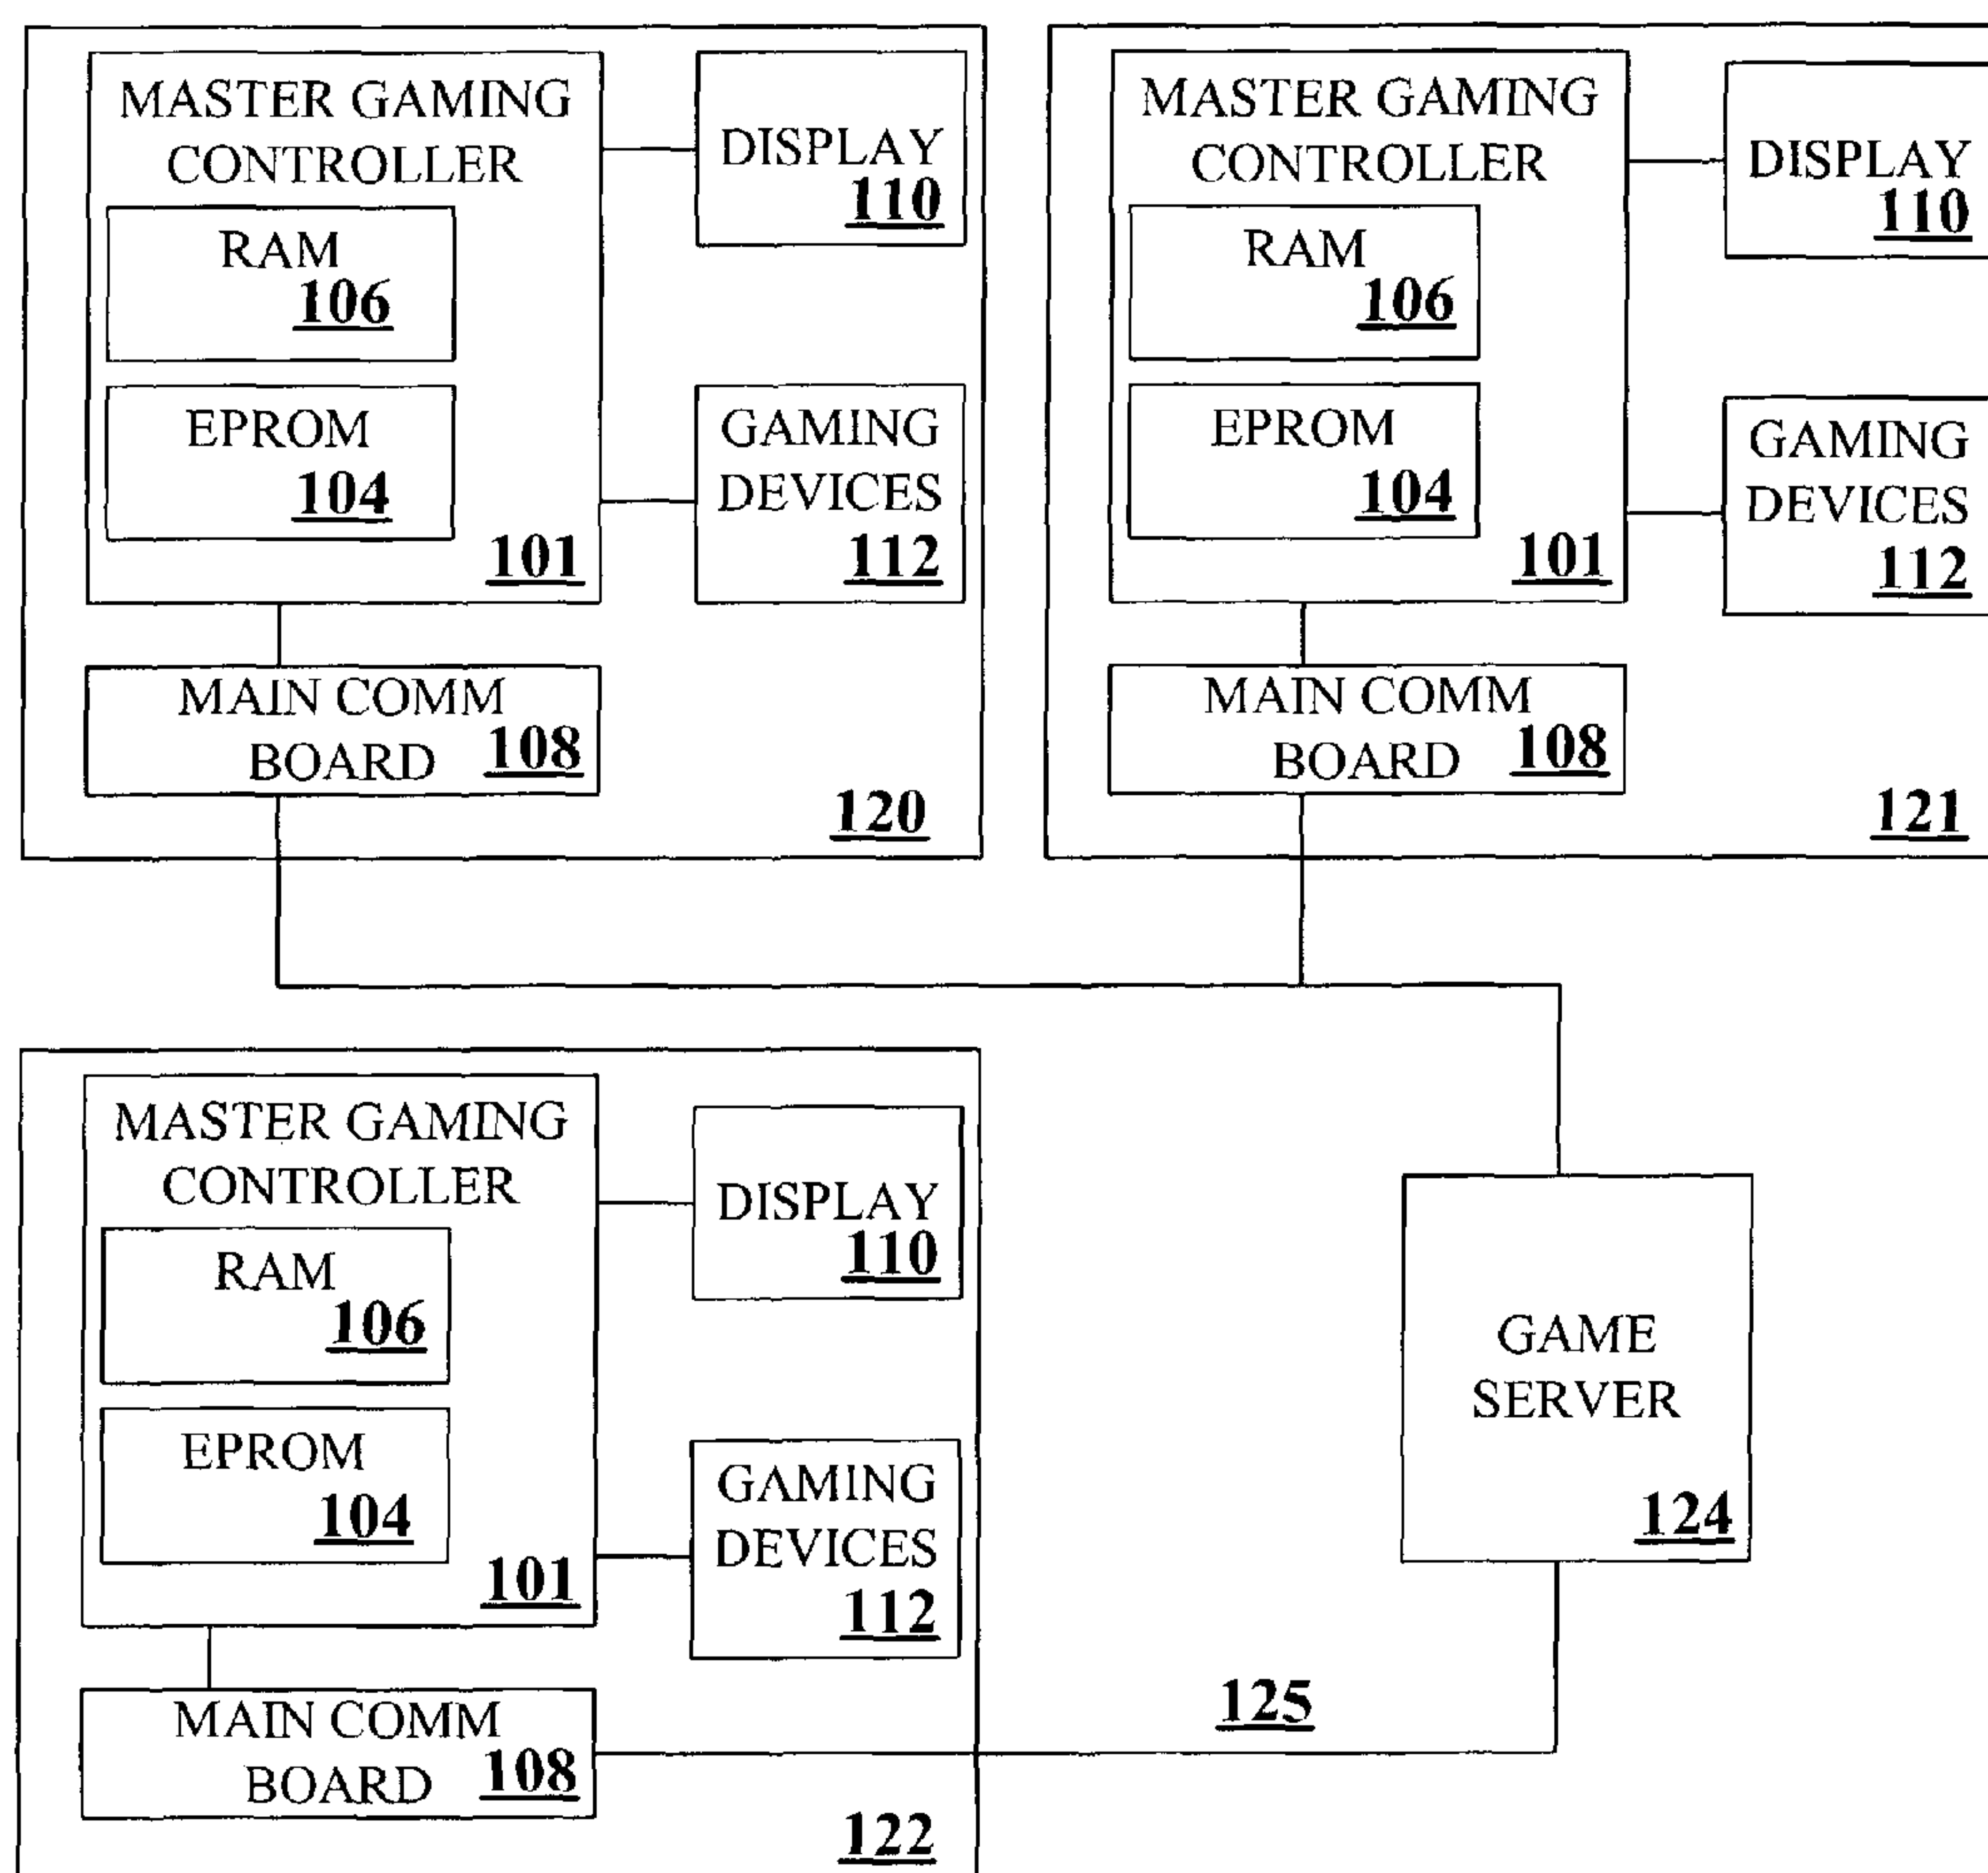 MASTER GAMING
CONTROLLER
RAM
106
EPROM
104
101
DISPLAY
110
GAMING
DEVICES
112
MAIN COMM
BOARD 108
120
MASTER GAMING
CONTROLLER
RAM
106
EPROM
104
101
DISPLAY
110
GAMING
DEVICES
112
MAIN COMM
BOARD 108
121
MASTER GAMING
CONTROLLER
RAM
106
EPROM
104
101
DISPLAY
110
GAMING
DEVICES
112
MAIN COMM
BOARD 108
122
GAME
SERVER
124
125